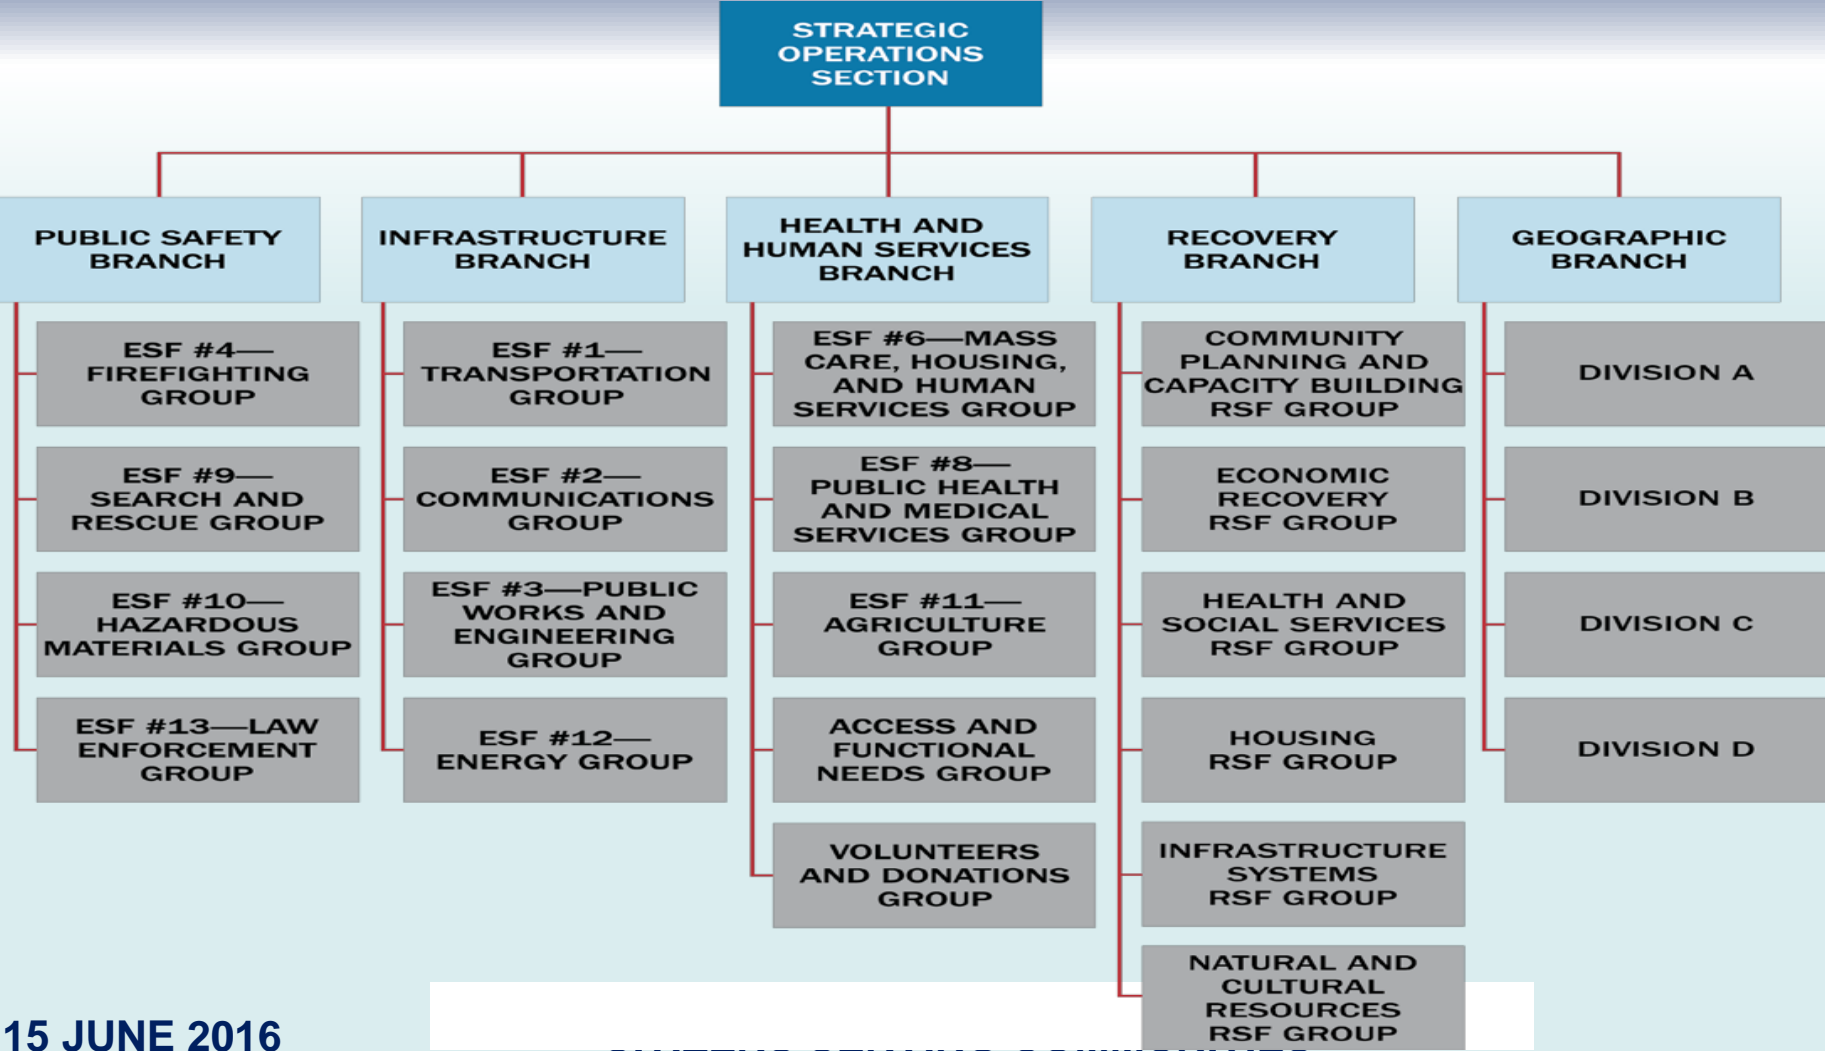 STRATEGIC
OPERATIONS
SECTION
PUBLIC SAFETY
BRANCH
ESF #4—
FIREFIGHTING
GROUP
ESF #9—
SEARCH AND
RESCUE GROUP
ESF #10—
HAZARDOUS
MATERIALS GROUP
ESF #13—LAW
ENFORCEMENT
GROUP
INFRASTRUCTURE
BRANCH
ESF #1—
TRANSPORTATION
GROUP
ESF #2—
COMMUNICATIONS
GROUP
ESF #3—PUBLIC
WORKS AND
ENGINEERING
GROUP
ESF #12—
ENERGY GROUP
HEALTH AND
HUMAN SERVICES
BRANCH
ESF #6—MASS
CARE, HOUSING,
AND HUMAN
SERVICES GROUP
ESF #8—
PUBLIC HEALTH
AND MEDICAL
SERVICES GROUP
ESF #11—
AGRICULTURE
GROUP
ACCESS AND
FUNCTIONAL
NEEDS GROUP
VOLUNTEERS
AND DONATIONS
GROUP
RECOVERY
BRANCH
COMMUNITY
PLANNING AND
CAPACITY BUILDING
RSF GROUP
ECONOMIC
RECOVERY
RSF GROUP
HEALTH AND
SOCIAL SERVICES
RSF GROUP
HOUSING
RSF GROUP
INFRASTRUCTURE
SYSTEMS
RSF GROUP
NATURAL AND
CULTURAL
RESOURCES
RSF GROUP
GEOGRAPHIC
BRANCH
DIVISION A
DIVISION B
DIVISION C
DIVISION D
15 JUNE 2016